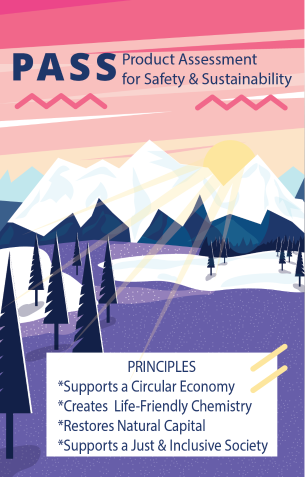 PASS Product Assessment
for Safety & Sustainability
PRINCIPLES
*Supports a Circular Economy
*Creates Life-Friendly Chemistry
*Restores Natural Capital
*Supports a Just & Inclusive Society